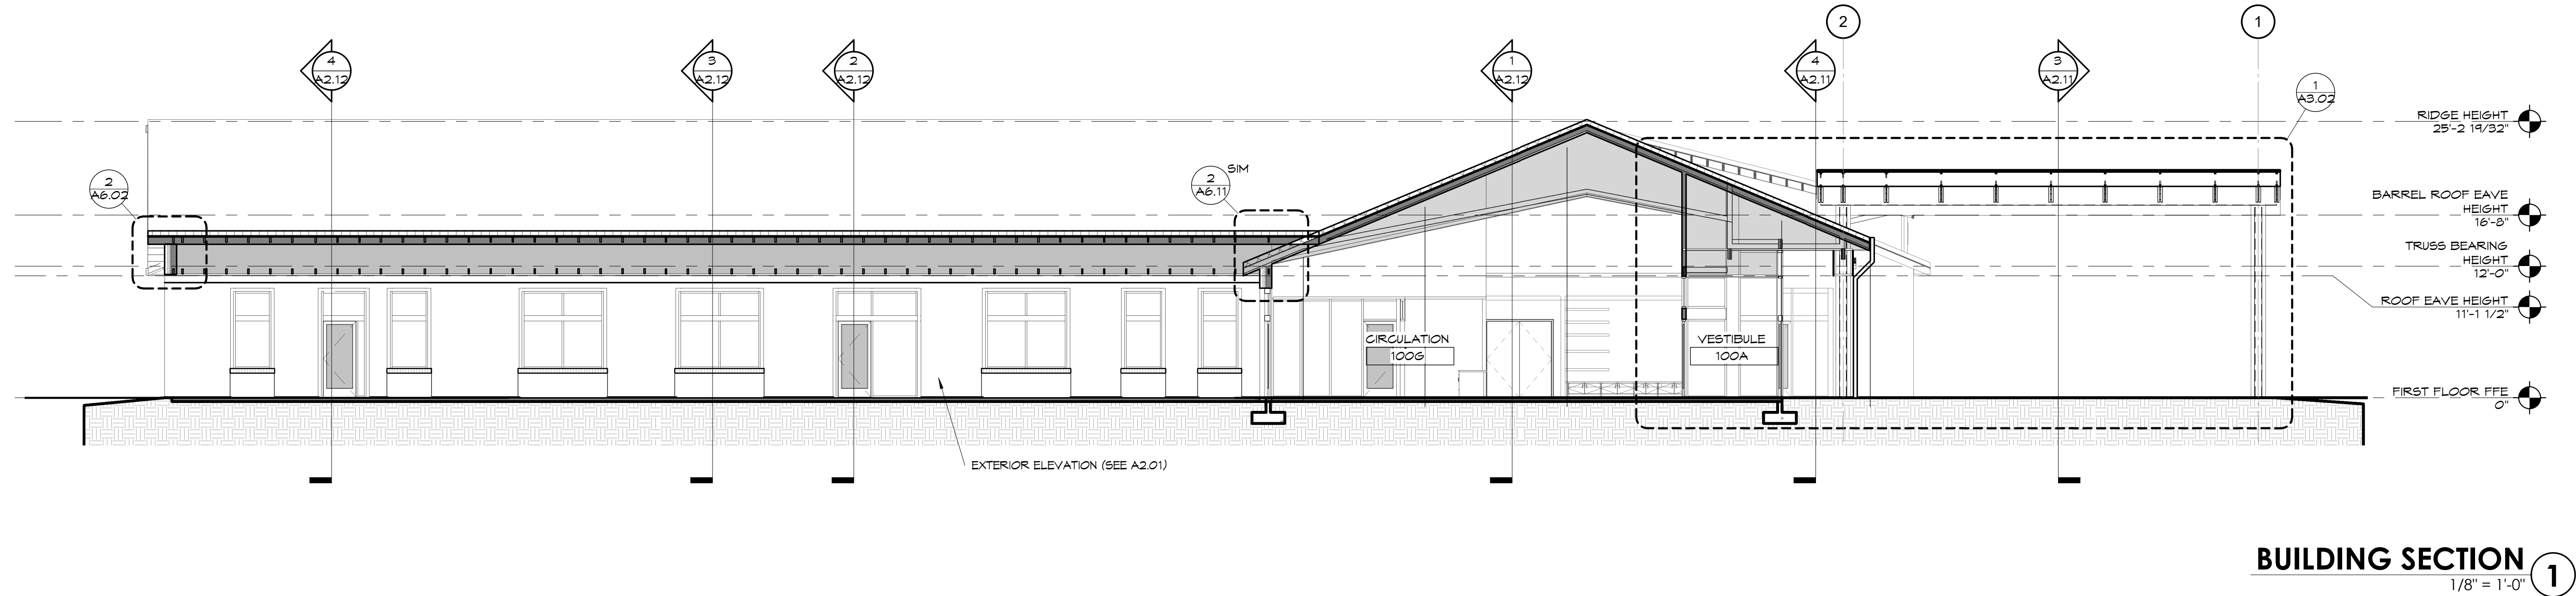 2
1
4
A2.12
3
A2.12
2
A2.12
1
A2.12
4
A2.11
3
A2.11
1
A3.02
RIDGE HEIGHT
25'-2 19/32"
2
A6.02
2
A6.11
SIM
BARREL ROOF EAVE
HEIGHT
16'-8"
TRUSS BEARING
HEIGHT
12'-0"
ROOF EAVE HEIGHT
11'-1 1/2"
CIRCULATION
100G
VESTIBULE
100A
FIRST FLOOR FFE
0"
EXTERIOR ELEVATION (SEE A2.01)
BUILDING SECTION
1/8" = 1'-0"
1